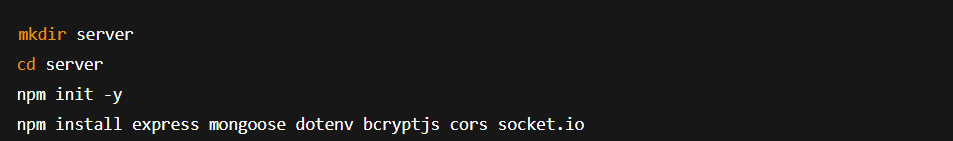 mkdir server
cd server
npm init -y
npm install express mongoose dotenv bcryptjs cors socket.io